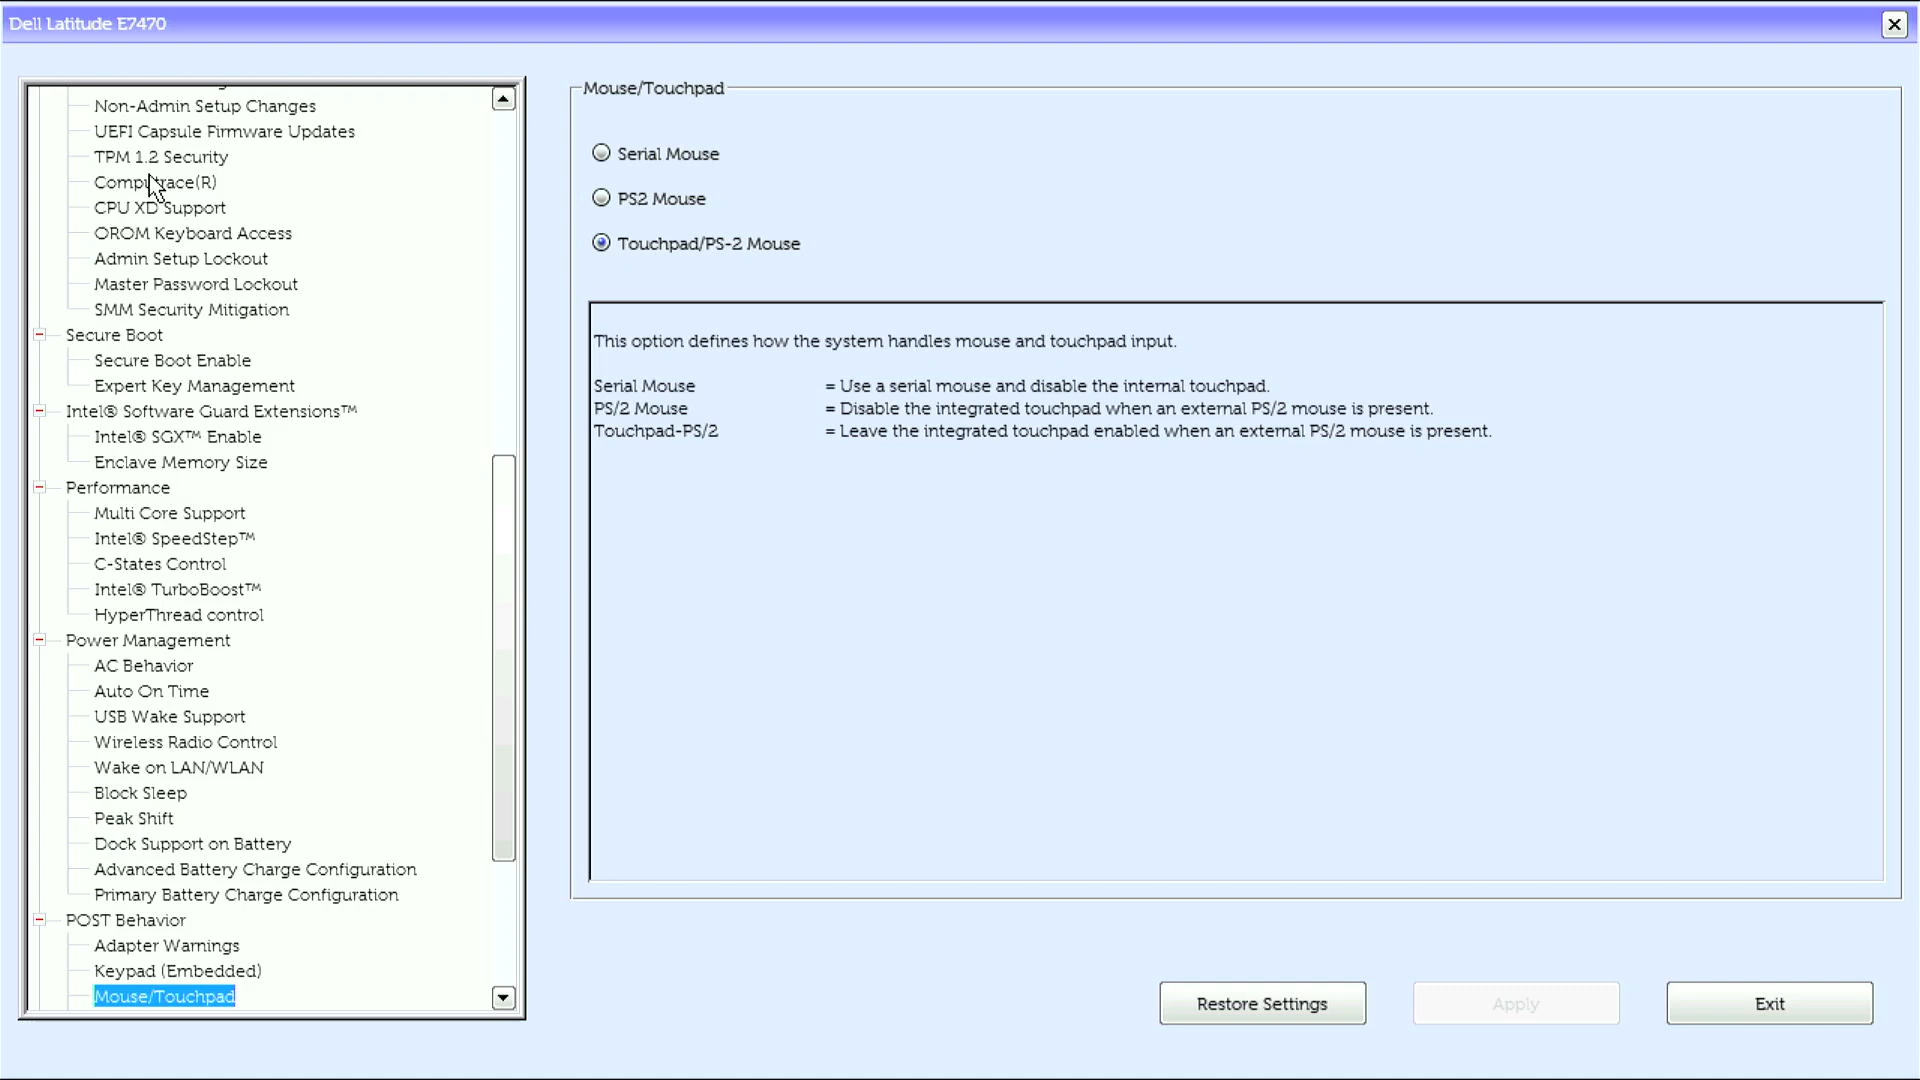 Dell Latitude E7470
Non-Admin Setup Changes
UEFI Capsule Firmware Updates
TPM 1.2 Security
Computrace(R)
CPU XD Support
OROM Keyboard Access
Admin Setup Lockout
Master Password Lockout
SMM Security Mitigation
Secure Boot
Secure Boot Enable
Expert Key Management
Intel® Software Guard Extensions™
Intel® SGX™ Enable
Enclave Memory Size
Performance
Multi Core Support
Intel® SpeedStep™
C-States Control
Intel® TurboBoost™
HyperThread control
Power Management
AC Behavior
Auto On Time
USB Wake Support
Wireless Radio Control
Wake on LAN/WLAN
Block Sleep
Peak Shift
Dock Support on Battery
Advanced Battery Charge Configuration
Primary Battery Charge Configuration
POST Behavior
Adapter Warnings
Keypad (Embedded)
Mouse/Touchpad
Mouse/Touchpad
Serial Mouse
PS2 Mouse
Touchpad/PS-2 Mouse
This option defines how the system handles mouse and touchpad input.
Serial Mouse = Use a serial mouse and disable the internal touchpad.
PS/2 Mouse = Disable the integrated touchpad when an external PS/2 mouse is present.
Touchpad-PS/2 = Leave the integrated touchpad enabled when an external PS/2 mouse is present.
Restore Settings
Apply
Exit